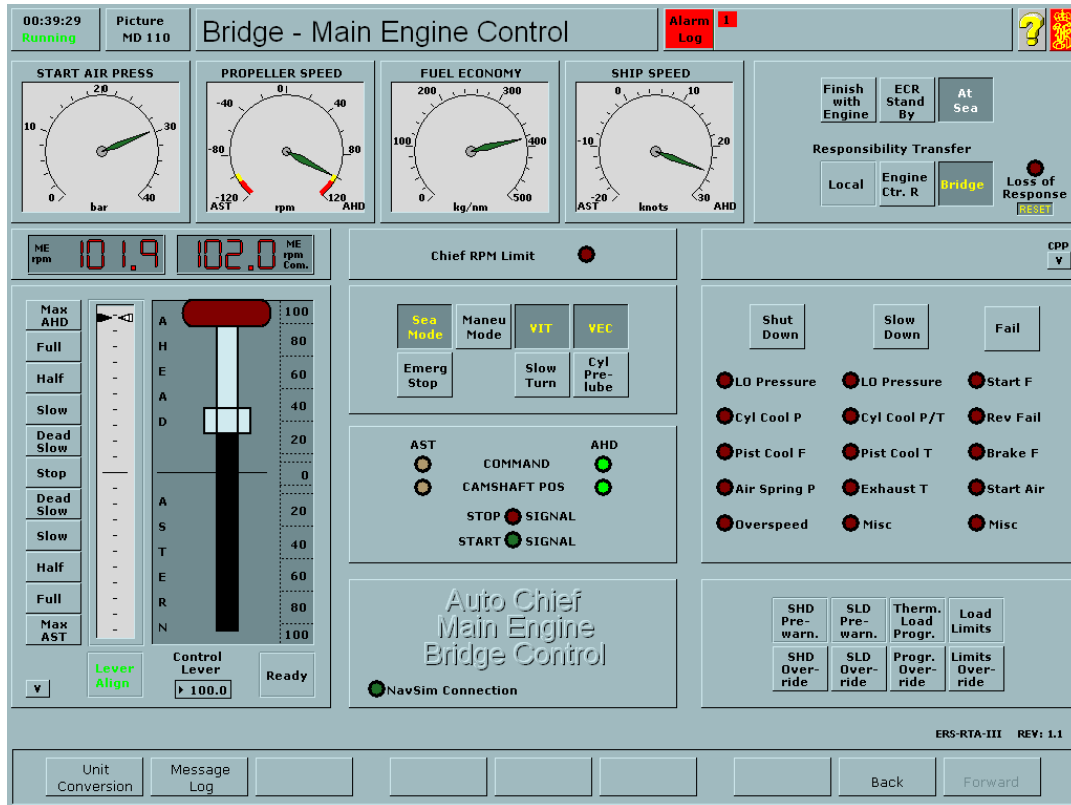 00:39:29
Running
Picture
MD 110
Bridge - Main Engine Control
Alarm
Log
1
?
START AIR PRESS
0
10
20
30
40
bar
PROPELLER SPEED
-120
-80
-40
0
40
80
120
AST
rpm
AHD
FUEL ECONOMY
0
100
200
300
400
500
kg/nm
SHIP SPEED
-20
-10
0
10
20
30
AST
knots
AHD
Finish
with
Engine
ECR
Stand
By
At
Sea
Responsibility Transfer
Local
Engine
Ctr. R
Bridge
Loss of
Response
RESET
ME
rpm
101.9
102.0
ME
rpm
Com.
Chief RPM Limit
CPP
V
Max
AHD
Full
Half
Slow
Dead
Slow
Stop
Dead
Slow
Slow
Half
Full
Max
AST
AHEAD
ASTERN
100
80
60
40
20
0
20
40
60
80
100
V
Lever
Align
Control
Lever
100.0
Ready
Sea
Mode
Maneu
Mode
VIT
VEC
Emerg
Stop
Slow
Turn
Cyl
Pre-
lube
AST
AHD
COMMAND
CAMSHAFT POS
STOP SIGNAL
START SIGNAL
Auto Chief
Main Engine
Bridge Control
NavSim Connection
Shut
Down
Slow
Down
Fail
LO Pressure
LO Pressure
Start F
Cyl Cool P
Cyl Cool P/T
Rev Fail
Pist Cool F
Pist Cool T
Brake F
Air Spring P
Exhaust T
Start Air
Overspeed
Misc
Misc
SHD
Pre-
warn.
SLD
Pre-
warn.
Therm.
Load
Progr.
Load
Limits
SHD
Over-
ride
SLD
Over-
ride
Progr.
Over-
ride
Limits
Over-
ride
ERS-RTA-III REV: 1.1
Unit
Conversion
Message
Log
Back
Forward